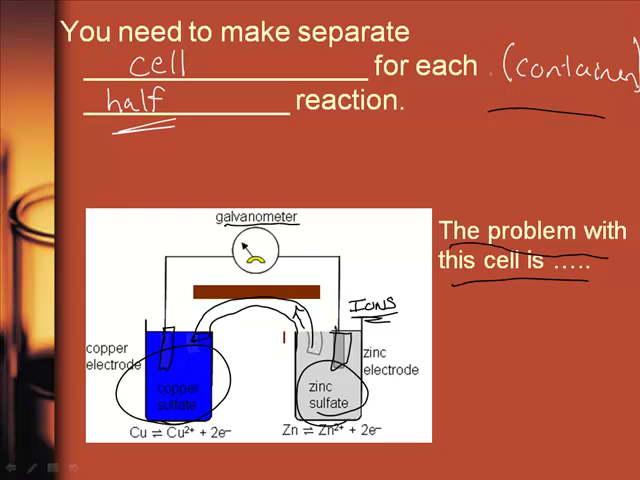 You need to make separate
cell for each (container)
half reaction.
galvanometer
The problem with
this cell is .....
IONS
copper
electrode
zinc
electrode
copper
sulfate
zinc
sulfate
Cu ⇌ Cu²⁺ + 2e⁻
Zn ⇌ Zn²⁺ + 2e⁻